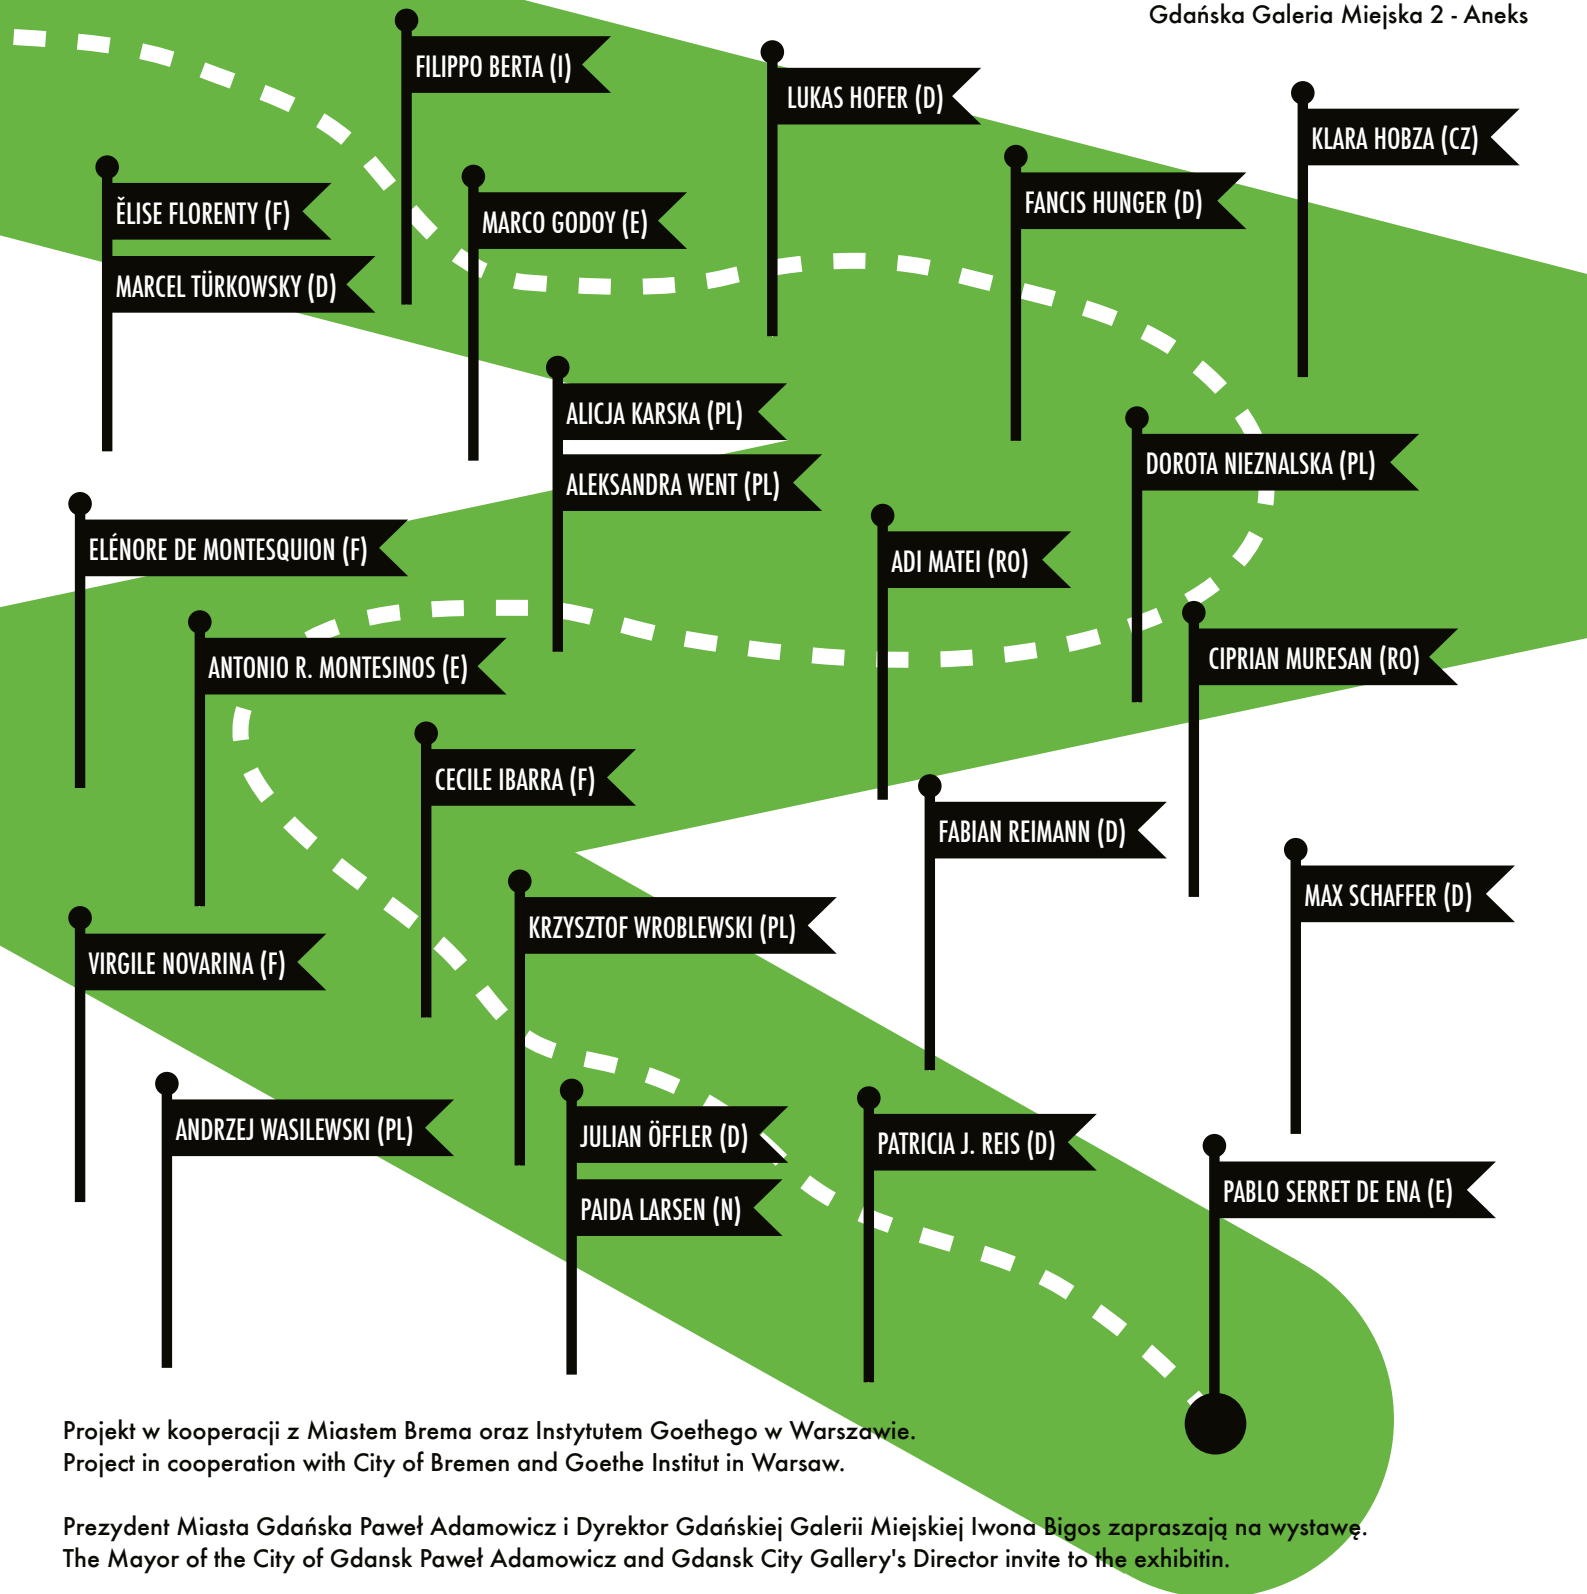 Gdańska Galeria Miejska 2 - Aneks
FILIPPO BERTA (I)
LUKAS HOFER (D)
KLARA HOBZA (CZ)
ĚLISE FLORENTY (F)
MARCO GODOY (E)
FANCIS HUNGER (D)
MARCEL TÜRKOWSKY (D)
ALICJA KARSKA (PL)
ALEKSANDRA WENT (PL)
DOROTA NIEZNALSKA (PL)
ELÉNORE DE MONTESQUION (F)
ADI MATEI (RO)
ANTONIO R. MONTESINOS (E)
CIPRIAN MURESAN (RO)
CECILE IBARRA (F)
FABIAN REIMANN (D)
MAX SCHAFFER (D)
KRZYSZTOF WROBLEWSKI (PL)
VIRGILE NOVARINA (F)
ANDRZEJ WASILEWSKI (PL)
JULIAN ÖFFLER (D)
PATRICIA J. REIS (D)
PAIDA LARSEN (N)
PABLO SERRET DE ENA (E)
Projekt w kooperacji z Miastem Brema oraz Instytutem Goethego w Warszawie.
Project in cooperation with City of Bremen and Goethe Institut in Warsaw.
Prezydent Miasta Gdańska Paweł Adamowicz i Dyrektor Gdańskiej Galerii Miejskiej Iwona Bigos zapraszają na wystawę.
The Mayor of the City of Gdansk Paweł Adamowicz and Gdansk City Gallery's Director invite to the exhibitin.